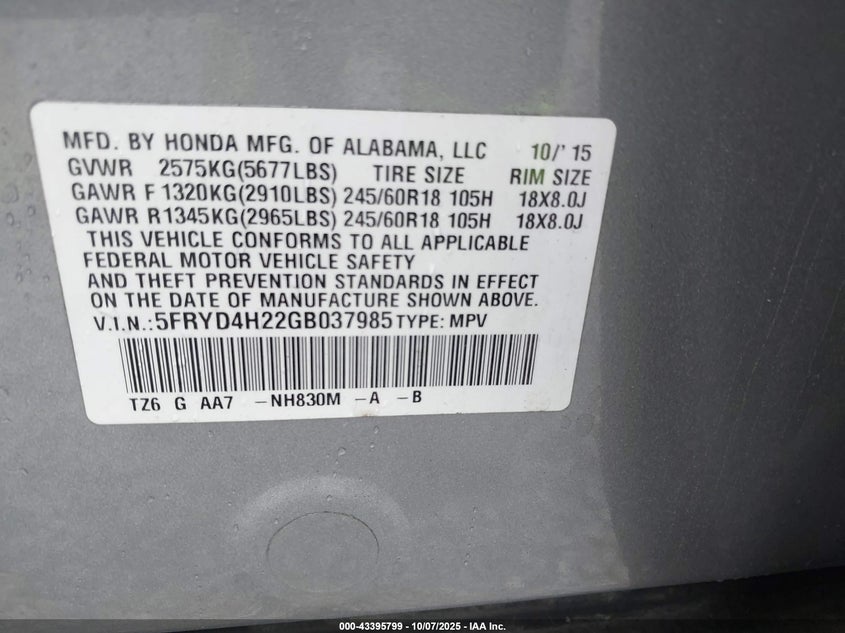 MFD. BY HONDA MFG. OF ALABAMA, LLC 10/' 15
GVWR 2575KG(5677LBS) TIRE SIZE RIM SIZE
GAWR F 1320KG(2910LBS) 245/60R18 105H 18X8.0J
GAWR R1345KG(2965LBS) 245/60R18 105H 18X8.0J
THIS VEHICLE CONFORMS TO ALL APPLICABLE
FEDERAL MOTOR VEHICLE SAFETY
AND THEFT PREVENTION STANDARDS IN EFFECT
ON THE DATE OF MANUFACTURE SHOWN ABOVE.
V.I.N.:5FRYD4H22GB037985 TYPE: MPV
TZ6 G AA7 -NH830M -A -B
000-43395799 - 10/07/2025 - IAA Inc.